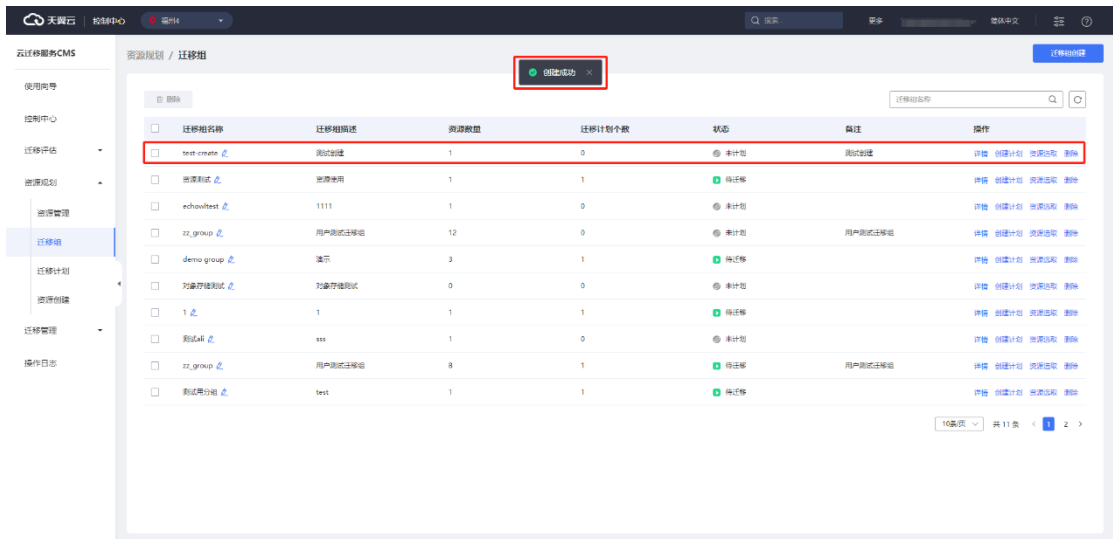 天翼云 控制中心 福州4 搜索... 更多 简体中文
云迁移服务CMS
使用向导
控制中心
迁移评估
资源规划
资源管理
迁移组
迁移计划
资源创建
迁移管理
操作日志
资源规划 / 迁移组
创建成功
迁移组创建
删除
迁移组名称
迁移组名称 迁移组描述 资源数量 迁移计划个数 状态 备注 操作
test-create 测试创建 1 0 未计划 测试创建 详情 创建计划 资源选取 删除
资源测试 资源使用 1 1 待迁移 详情 创建计划 资源选取 删除
echowltest 1111 1 0 未计划 详情 创建计划 资源选取 删除
zz_group 用户测试迁移组 12 0 未计划 用户测试迁移组 详情 创建计划 资源选取 删除
demo group 演示 3 1 待迁移 详情 创建计划 资源选取 删除
对象存储测试 对象存储测试 0 0 未计划 详情 创建计划 资源选取 删除
1 1 1 1 待迁移 详情 创建计划 资源选取 删除
测试ali sss 1 0 未计划 详情 创建计划 资源选取 删除
zz_group 用户测试迁移组 8 1 待迁移 用户测试迁移组 详情 创建计划 资源选取 删除
测试用分组 test 1 1 待迁移 详情 创建计划 资源选取 删除
10条/页 共 11 条 1 2